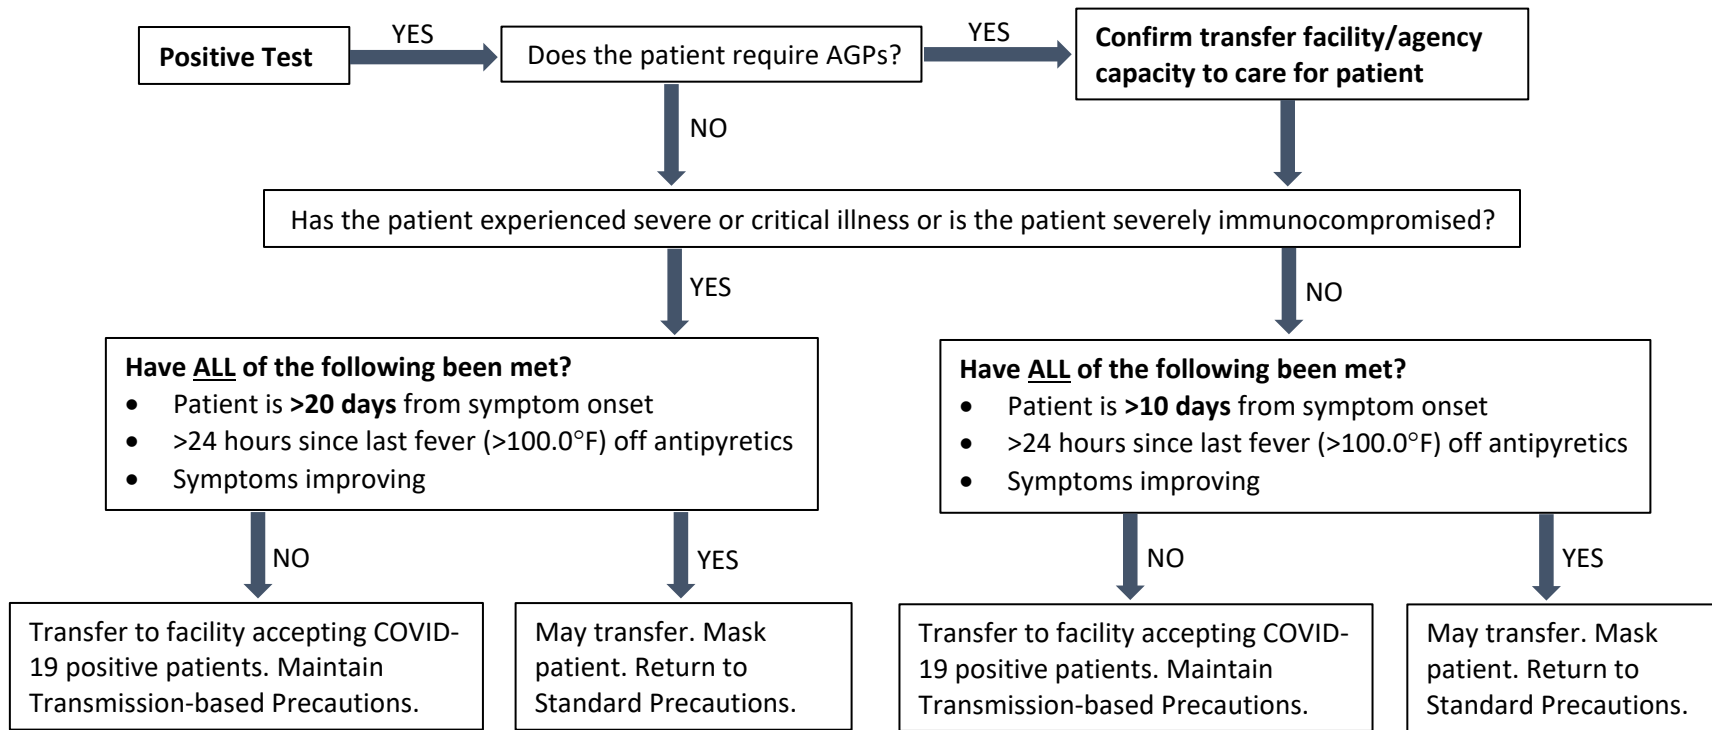 Positive Test
YES
Does the patient require AGPs?
YES
Confirm transfer facility/agency
capacity to care for patient
NO
Has the patient experienced severe or critical illness or is the patient severely immunocompromised?
YES
NO
Have ALL of the following been met?
• Patient is >20 days from symptom onset
• >24 hours since last fever (>100.0°F) off antipyretics
• Symptoms improving
Have ALL of the following been met?
• Patient is >10 days from symptom onset
• >24 hours since last fever (>100.0°F) off antipyretics
• Symptoms improving
NO
YES
NO
YES
Transfer to facility accepting COVID-
19 positive patients. Maintain
Transmission-based Precautions.
May transfer. Mask
patient. Return to
Standard Precautions.
Transfer to facility accepting COVID-
19 positive patients. Maintain
Transmission-based Precautions.
May transfer. Mask
patient. Return to
Standard Precautions.